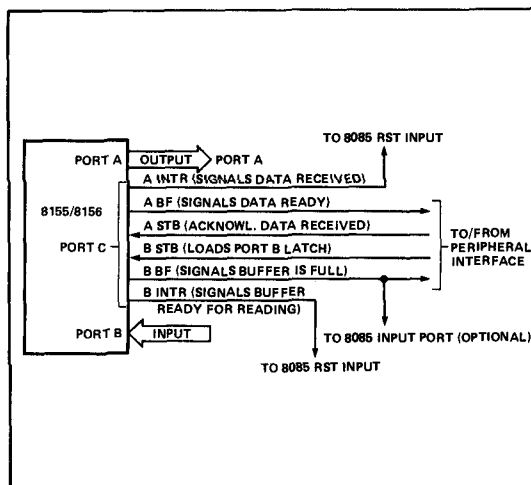 TO 8085 RST INPUT
PORT A
OUTPUT
PORT A
A INTR (SIGNALS DATA RECEIVED)
8155/8156
A BF (SIGNALS DATA READY)
A STB (ACKNOWL. DATA RECEIVED)
TO/FROM
PERIPHERAL
INTERFACE
PORT C
B STB (LOADS PORT B LATCH)
B BF (SIGNALS BUFFER IS FULL)
B INTR (SIGNALS BUFFER
READY FOR READING)
PORT B
INPUT
TO 8085 INPUT PORT (OPTIONAL)
TO 8085 RST INPUT